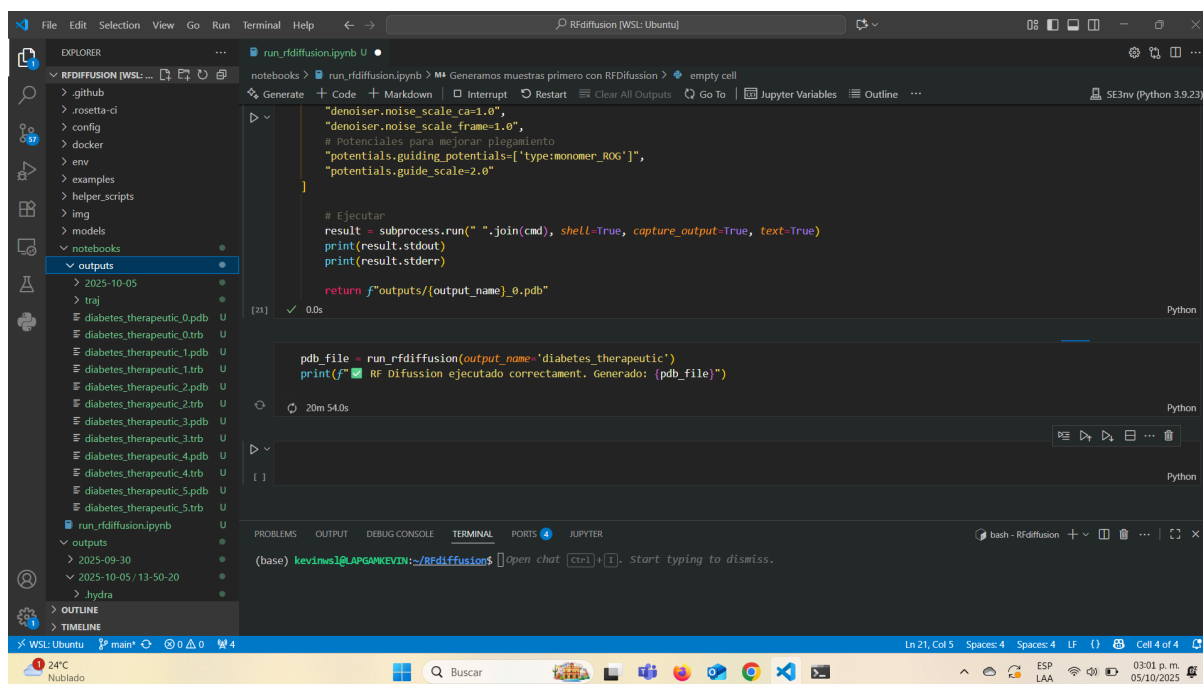 File Edit Selection View Go Run Terminal Help
RFdiffusion [WSL: Ubuntu]
EXPLORER
RFDIFFUSION [WSL: ...
.github
.rosetta-ci
config
docker
env
examples
helper_scripts
img
models
notebooks
outputs
2025-10-05
traj
diabetes_therapeutic_0.pdb U
diabetes_therapeutic_0.trb U
diabetes_therapeutic_1.pdb U
diabetes_therapeutic_1.trb U
diabetes_therapeutic_2.pdb U
diabetes_therapeutic_2.trb U
diabetes_therapeutic_3.pdb U
diabetes_therapeutic_3.trb U
diabetes_therapeutic_4.pdb U
diabetes_therapeutic_4.trb U
diabetes_therapeutic_5.pdb U
diabetes_therapeutic_5.trb U
run_rfdiffusion.ipynb U
outputs
2025-09-30
2025-10-05 / 13-50-20
.hydra
OUTLINE
TIMELINE
1
57
1
run_rfdiffusion.ipynb U
notebooks > run_rfdiffusion.ipynb > M↓ Generamos muestras primero con RFDifussion > empty cell
Generate + Code + Markdown | Interrupt Restart Clear All Outputs Go To | Jupyter Variables Outline ...
SE3nv (Python 3.9.23)
"denoiser.noise_scale_ca=1.0",
"denoiser.noise_scale_frame=1.0",
# Potenciales para mejorar plegamiento
"potentials.guiding_potentials=['type:monomer_ROG']",
"potentials.guide_scale=2.0"
]
# Ejecutar
result = subprocess.run(" ".join(cmd), shell=True, capture_output=True, text=True)
print(result.stdout)
print(result.stderr)
return f"outputs/{output_name}_0.pdb"
[21] 0.0s Python
pdb_file = run_rfdiffusion(output_name='diabetes_therapeutic')
print(f"✅ RF Difussion ejecutado correctament. Generado: {pdb_file}")
20m 54.0s Python
[ ] Python
PROBLEMS OUTPUT DEBUG CONSOLE TERMINAL PORTS 4 JUPYTER
bash - RFdiffusion
(base) kevinwsl@LAPGAMKEVIN:~/RFdiffusion$ Open chat Ctrl+I. Start typing to dismiss.
WSL: Ubuntu main* 0 0 0 4
Ln 21, Col 5 Spaces: 4 Spaces: 4 LF {} Cell 4 of 4
1
24°C
Nublado
Buscar
ESP
LAA
03:01 p. m.
05/10/2025